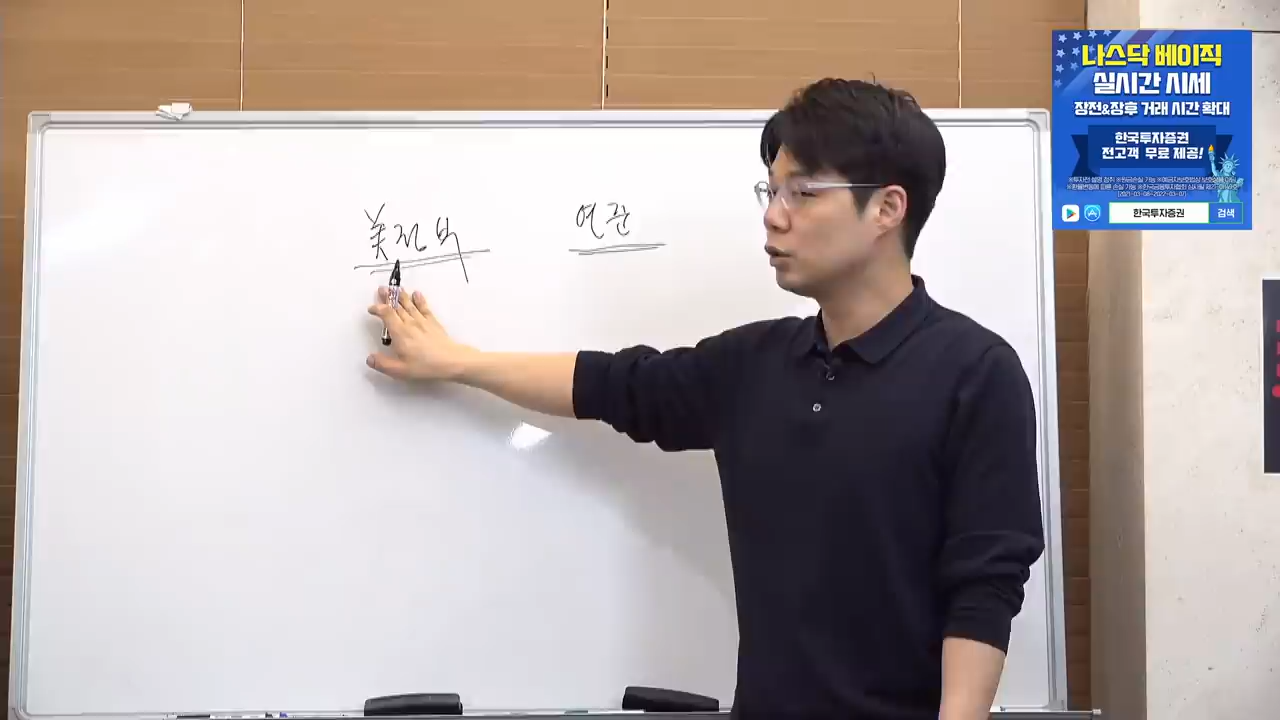 美 정부
연준
나스닥 베이직
실시간 시세
장전&장후 거래 시간 확대
한국투자증권
전고객 무료 제공!
한국투자증권 검색